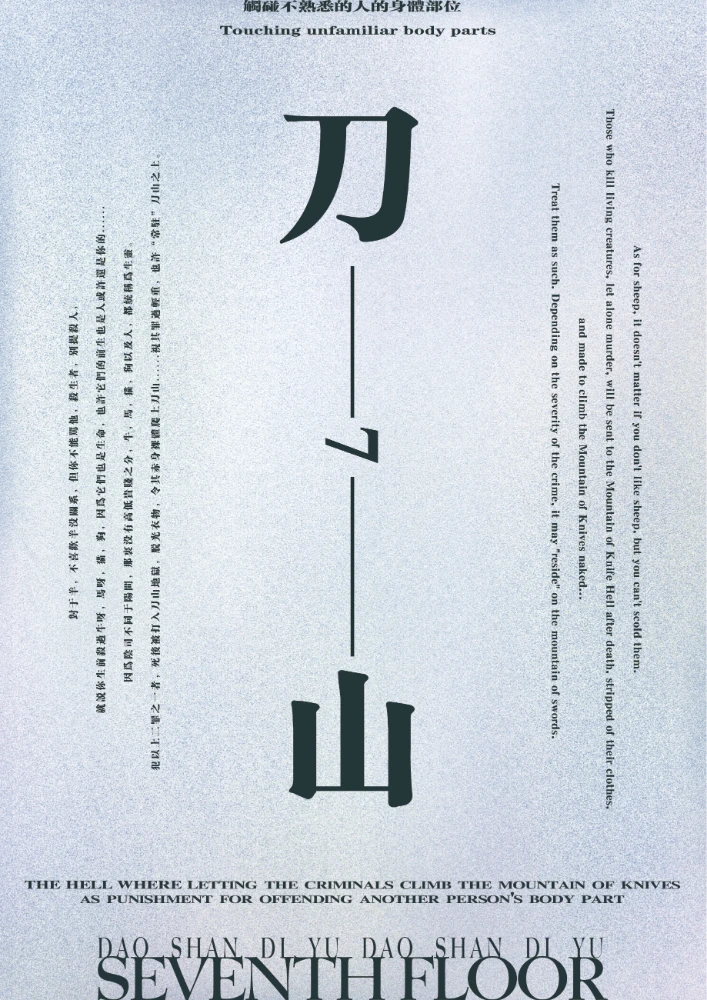 觸碰不熟悉的人的身體部位
Touching unfamiliar body parts
刀
7
山
As for sheep, it doesn't matter if you don't like sheep, but you can't scold them.
Those who kill living creatures, let alone murder, will be sent to the Mountain of Knife Hell after death, stripped of their clothes,
and made to climb the Mountain of Knives naked...
Treat them as such. Depending on the severity of the crime, it may "reside" on the mountain of swords.
對于羊，不喜歡羊沒關系，但你不能罵他，殺生者，別提殺人，
就說你生前殺過牛呀，馬呀，貓，狗，因爲它們也是生命，也許它們的前生也是人或許還是你的……
因爲陰司不同于陽間，那裏沒有高低貴賤之分，牛，馬，貓，狗以及人，都統稱爲生靈。
犯以上二罪之一者，死後被打入刀山地獄，脫光衣物，令其赤身裸體爬上刀山……視其罪過輕重，也許“常駐”刀山之上。
THE HELL WHERE LETTING THE CRIMINALS CLIMB THE MOUNTAIN OF KNIVES
AS PUNISHMENT FOR OFFENDING ANOTHER PERSON'S BODY PART
DAO SHAN DI YU DAO SHAN DI YU
SEVENTH FLOOR